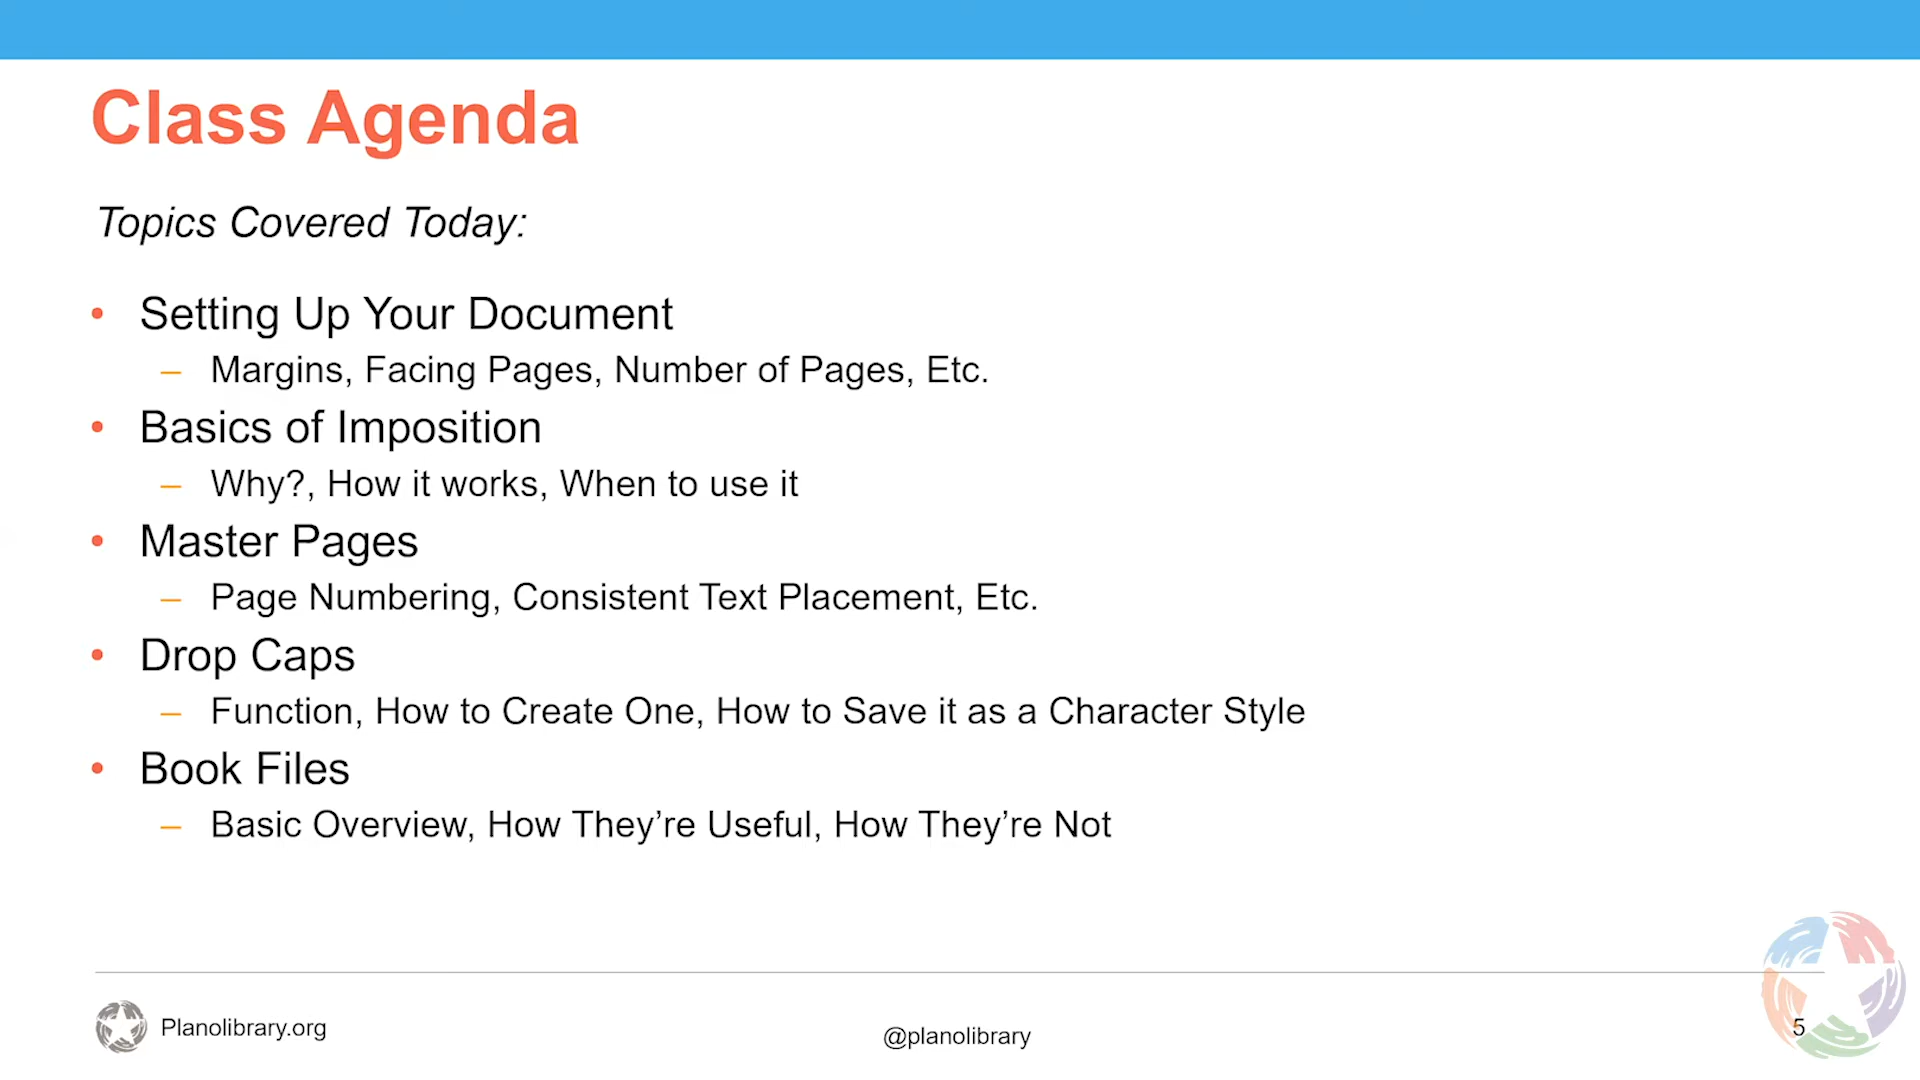 Class Agenda
Topics Covered Today:
• Setting Up Your Document
– Margins, Facing Pages, Number of Pages, Etc.
• Basics of Imposition
– Why?, How it works, When to use it
• Master Pages
– Page Numbering, Consistent Text Placement, Etc.
• Drop Caps
– Function, How to Create One, How to Save it as a Character Style
• Book Files
– Basic Overview, How They’re Useful, How They’re Not
Planolibrary.org
@planolibrary
5